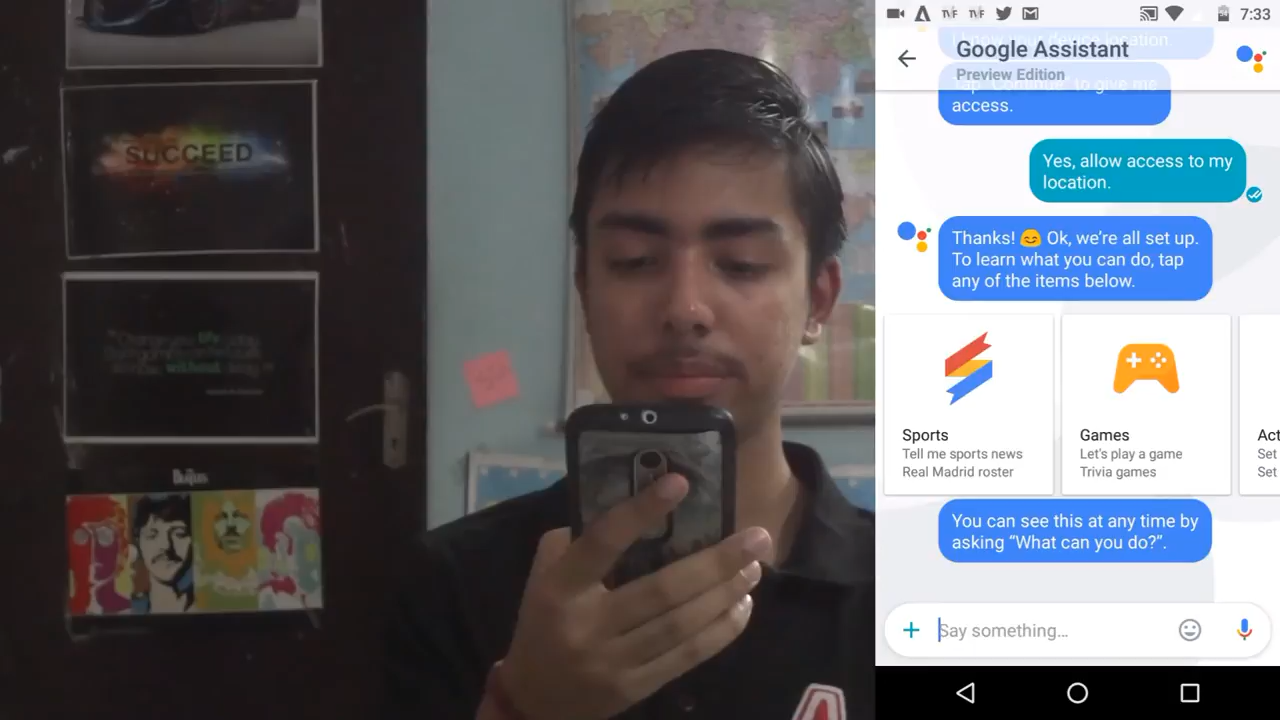 SUCCEED
The
BEATLES
7:33
Google Assistant
Preview Edition
access.
Yes, allow access to my
location.
Thanks! 😊 Ok, we're all set up.
To learn what you can do, tap
any of the items below.
Sports
Tell me sports news
Real Madrid roster
Games
Let's play a game
Trivia games
Act
Set
Set
You can see this at any time by
asking “What can you do?”.
Say something...